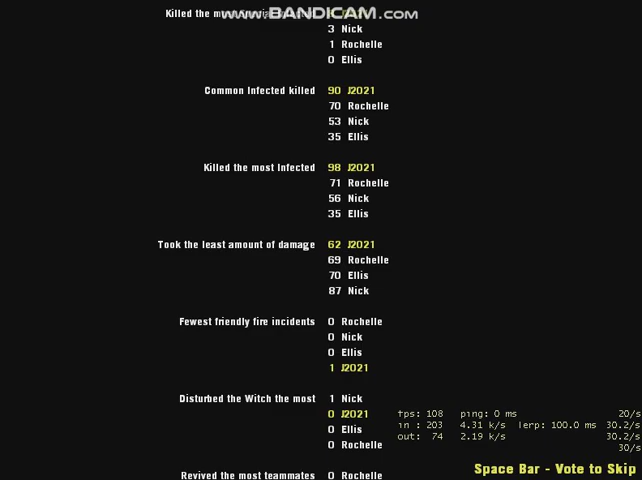 www.BANDICAM.com
Killed the most
3 Nick
1 Rochelle
0 Ellis
Common Infected killed 90 J2021
70 Rochelle
53 Nick
35 Ellis
Killed the most Infected 98 J2021
71 Rochelle
56 Nick
35 Ellis
Took the least amount of damage 62 J2021
69 Rochelle
70 Ellis
87 Nick
Fewest friendly fire incidents 0 Rochelle
0 Nick
0 Ellis
1 J2021
Disturbed the Witch the most 1 Nick
0 J2021
0 Ellis
0 Rochelle
fps: 108 ping: 0 ms 20/s
in : 203 4.31 k/s lerp: 100.0 ms 30.2/s
out: 74 2.19 k/s 30.2/s
30/s
Space Bar - Vote to Skip
Revived the most teammates 0 Rochelle